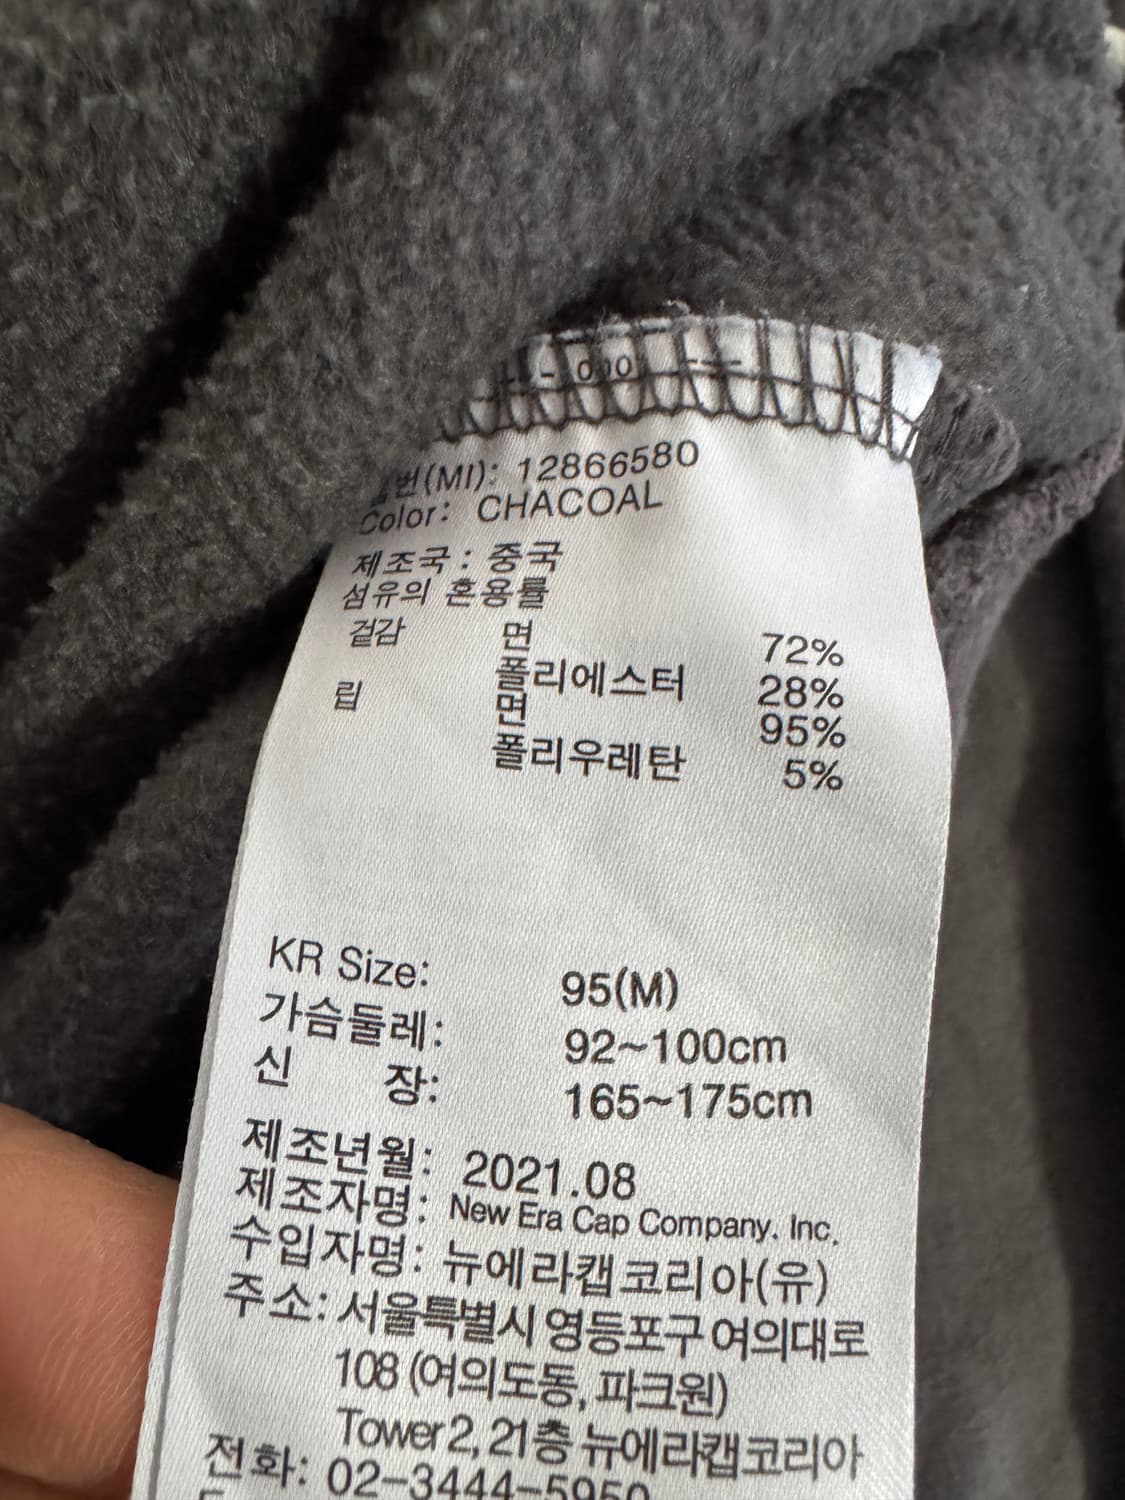 번(MI): 12866580
Color: CHACOAL
제조국: 중국
섬유의 혼용률
겉감 면 72%
폴리에스터 28%
립 면 95%
폴리우레탄 5%
KR Size: 95(M)
가슴둘레: 92~100cm
신 장: 165~175cm
제조년월: 2021.08
제조자명: New Era Cap Company. Inc.
수입자명: 뉴에라캡코리아(유)
주소: 서울특별시 영등포구 여의대로
108 (여의도동, 파크원)
Tower 2, 21층 뉴에라캡코리아
전화: 02-3444-5950